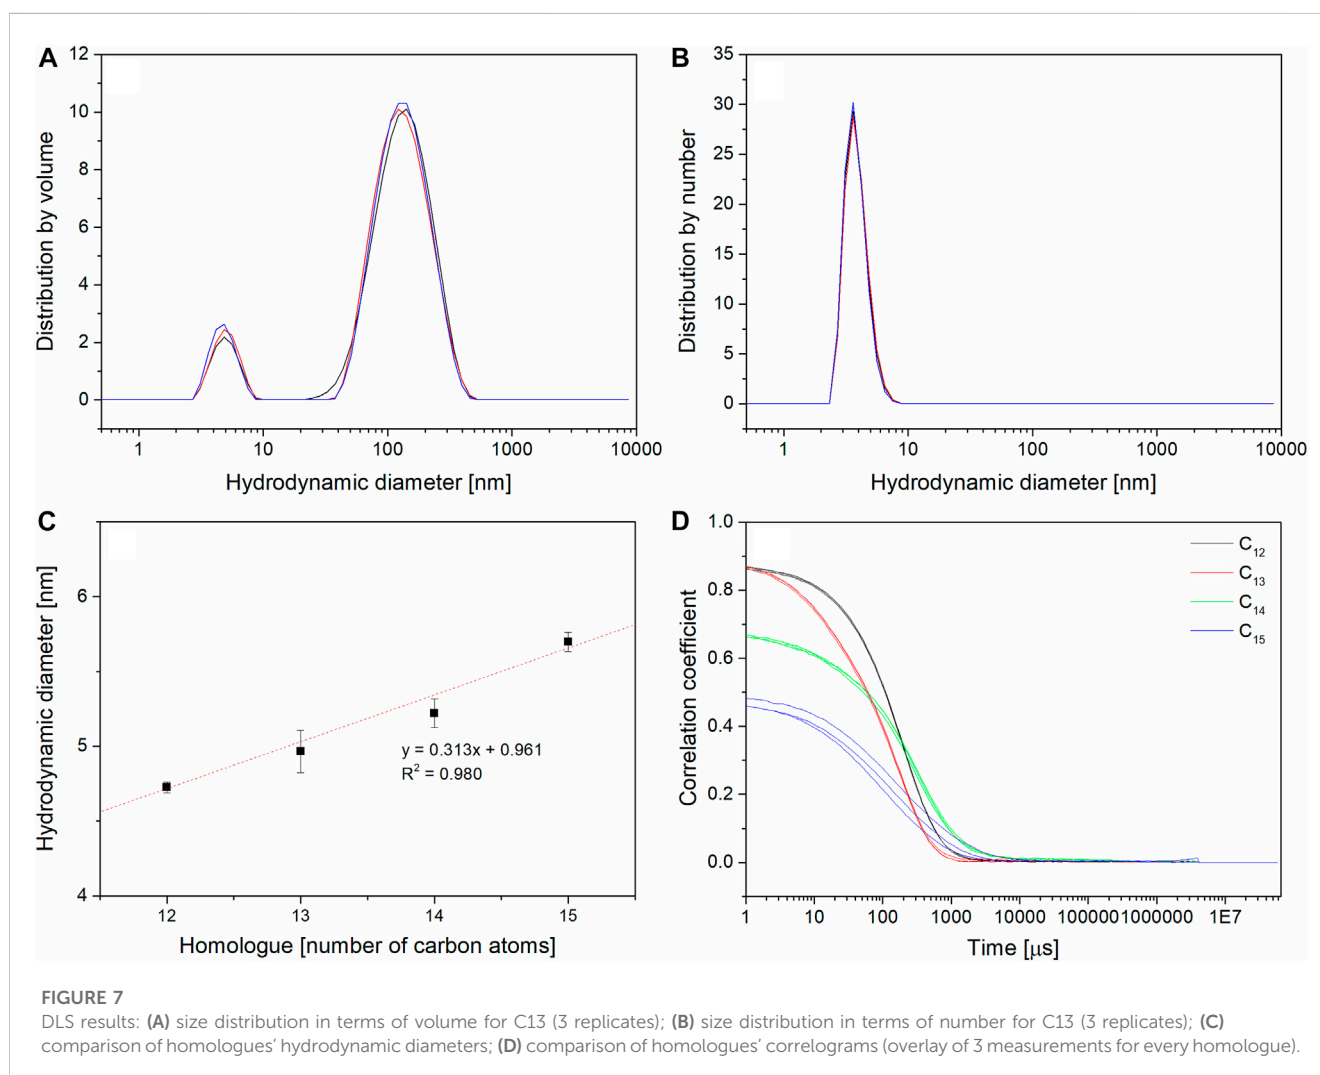 A
12
10
8
6
4
2
0
Distribution by volume
1
10
100
1000
10000
Hydrodynamic diameter [nm]
B
35
30
25
20
15
10
5
0
Distribution by number
1
10
100
1000
10000
Hydrodynamic diameter [nm]
C
6
5
4
Hydrodynamic diameter [nm]
y = 0.313x + 0.961
R² = 0.980
12
13
14
15
Homologue [number of carbon atoms]
D
1.0
0.8
0.6
0.4
0.2
0.0
Correlation coefficient
C₁₂
C₁₃
C₁₄
C₁₅
1
10
100
1000
10000
1000001000000
1E7
Time [µs]
FIGURE 7
DLS results: (A) size distribution in terms of volume for C13 (3 replicates); (B) size distribution in terms of number for C13 (3 replicates); (C)
comparison of homologues’ hydrodynamic diameters; (D) comparison of homologues’ correlograms (overlay of 3 measurements for every homologue).